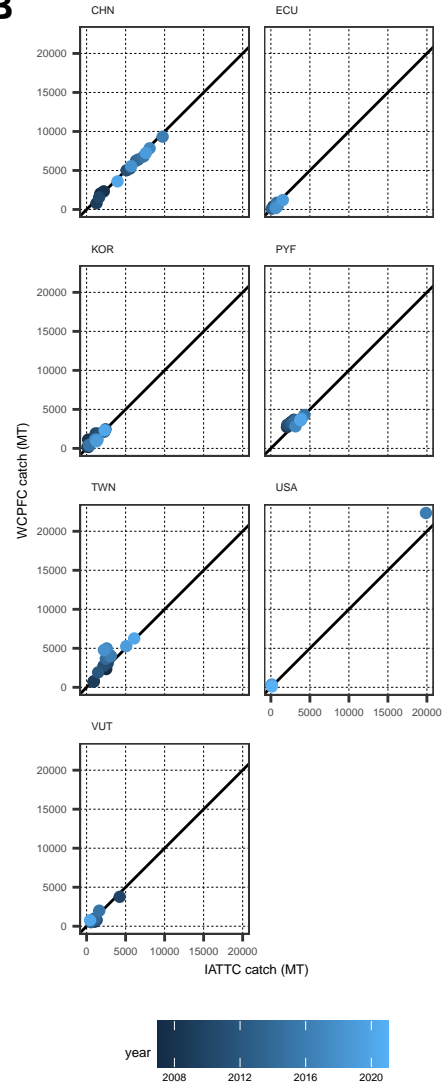 B
CHN
ECU
20000
15000
10000
5000
0
KOR
PYF
20000
15000
10000
5000
0
TWN
USA
20000
15000
10000
5000
0
0 5000 10000 15000 20000
VUT
20000
15000
10000
5000
0
0 5000 10000 15000 20000
WCPFC catch (MT)
IATTC catch (MT)
year
2008 2012 2016 2020